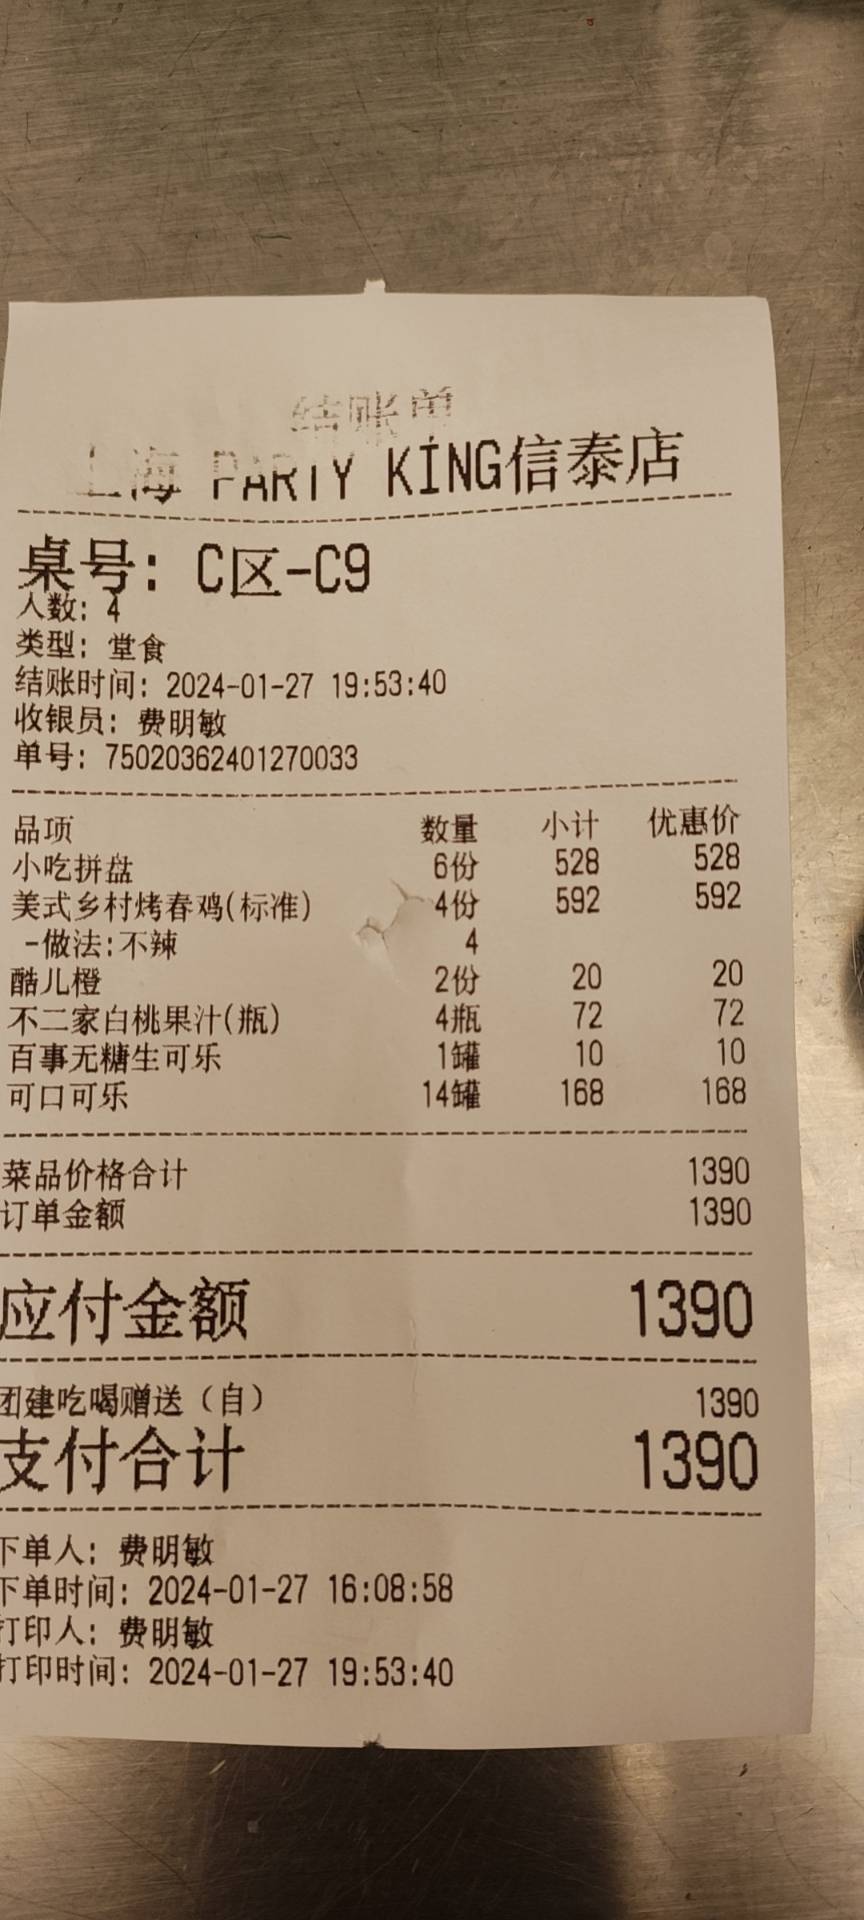 结账单
上海 PARTY KING信泰店
桌号: C区-C9
人数: 4
类型: 堂食
结账时间: 2024-01-27 19:53:40
收银员: 费明敏
单号: 75020362401270033
品项 数量 小计 优惠价
小吃拼盘 6份 528 528
美式乡村烤春鸡(标准) 4份 592 592
-做法:不辣 4
酷儿橙 2份 20 20
不二家白桃果汁(瓶) 4瓶 72 72
百事无糖生可乐 1罐 10 10
可口可乐 14罐 168 168
菜品价格合计 1390
订单金额 1390
应付金额 1390
团建吃喝赠送（自） 1390
支付合计 1390
下单人: 费明敏
下单时间: 2024-01-27 16:08:58
打印人: 费明敏
打印时间: 2024-01-27 19:53:40